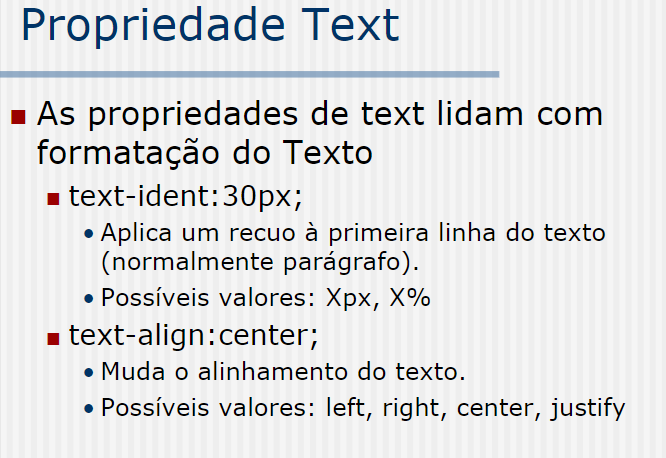 Propriedade Text
As propriedades de text lidam com
formatação do Texto
text-ident:30px;
Aplica um recuo à primeira linha do texto
(normalmente parágrafo).
Possíveis valores: Xpx, X%
text-align:center;
Muda o alinhamento do texto.
Possíveis valores: left, right, center, justify